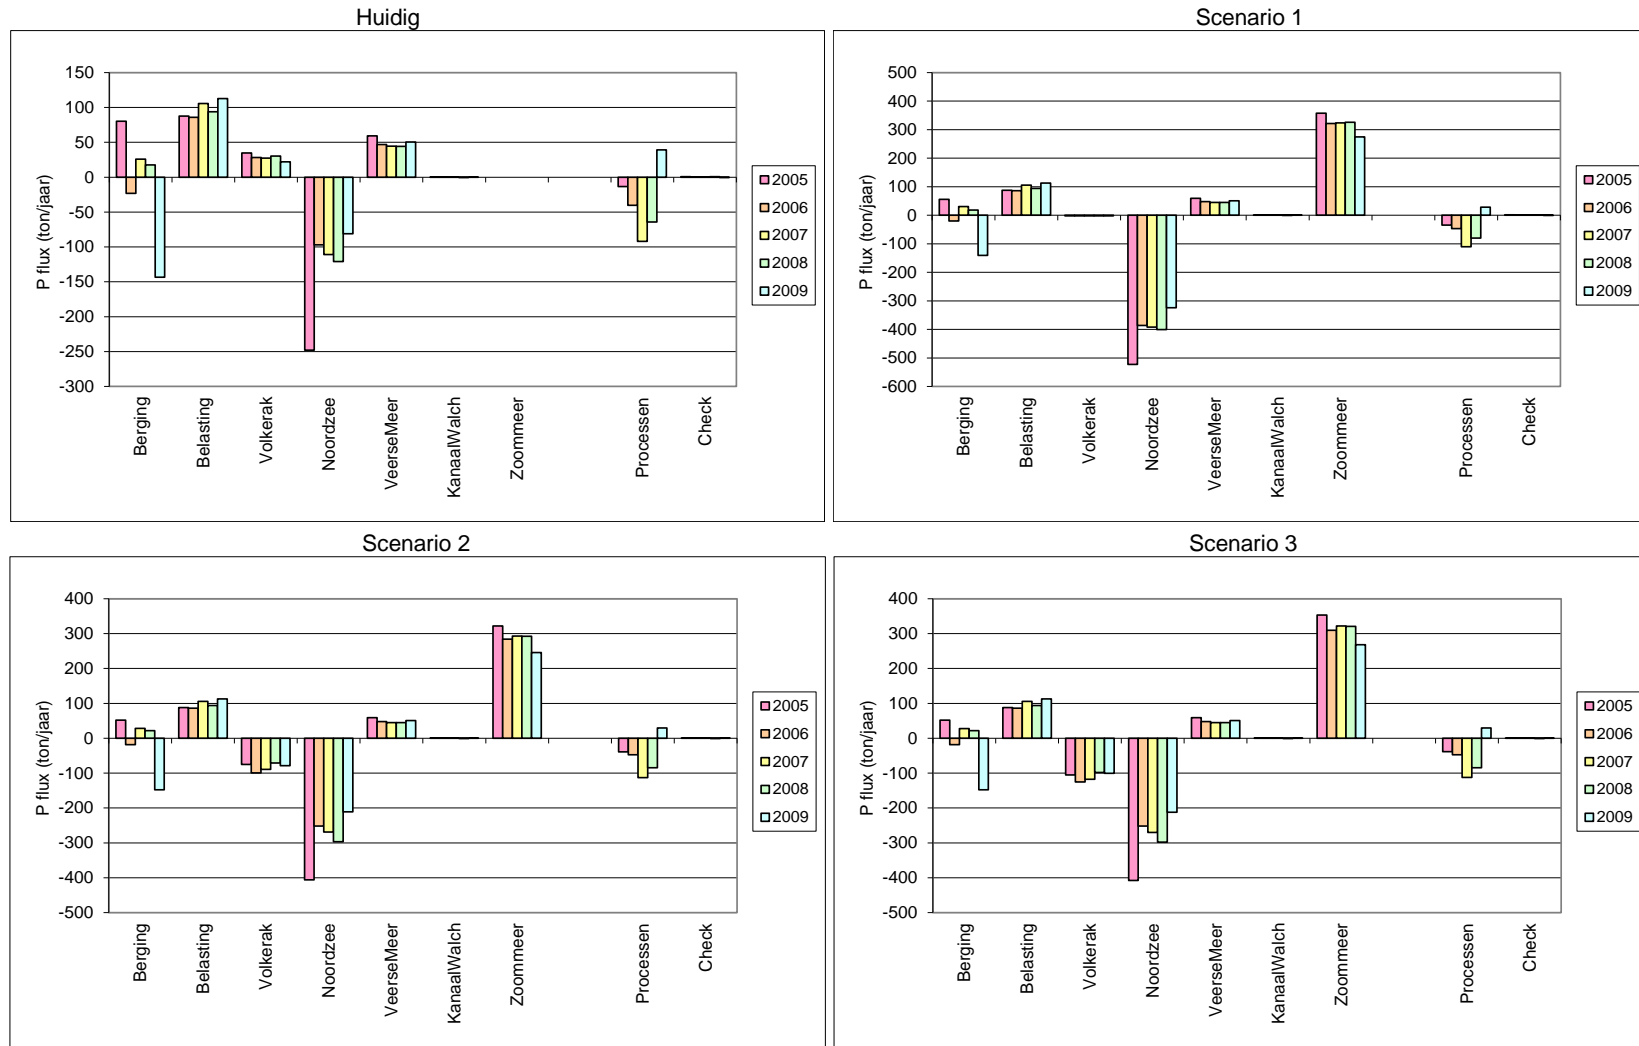 Huidig
P flux (ton/jaar)
150
100
50
0
-50
-100
-150
-200
-250
-300
Berging
Belasting
Volkerak
Noordzee
VeerseMeer
KanaalWalch
Zoommeer
Processen
Check
2005
2006
2007
2008
2009
Scenario 1
P flux (ton/jaar)
500
400
300
200
100
0
-100
-200
-300
-400
-500
-600
Berging
Belasting
Volkerak
Noordzee
VeerseMeer
KanaalWalch
Zoommeer
Processen
Check
2005
2006
2007
2008
2009
Scenario 2
P flux (ton/jaar)
400
300
200
100
0
-100
-200
-300
-400
-500
Berging
Belasting
Volkerak
Noordzee
VeerseMeer
KanaalWalch
Zoommeer
Processen
Check
2005
2006
2007
2008
2009
Scenario 3
P flux (ton/jaar)
400
300
200
100
0
-100
-200
-300
-400
-500
Berging
Belasting
Volkerak
Noordzee
VeerseMeer
KanaalWalch
Zoommeer
Processen
Check
2005
2006
2007
2008
2009